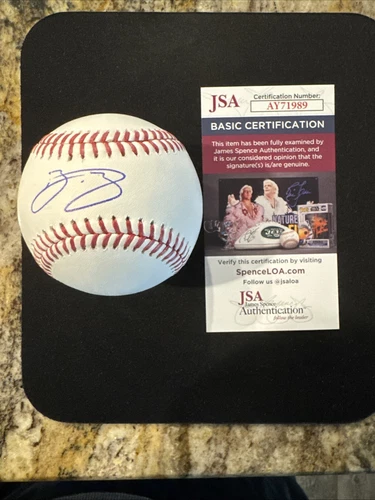 JSA
Certification Number:
AY71989
BASIC CERTIFICATION
This item has been fully examined by
James Spence Authentication, and
it is our considered opinion that the
signature(s) is/are genuine.
Verify this certification by visiting
SpenceLOA.com
Follow us @jsaloa
JSA
James Spence
Authentication